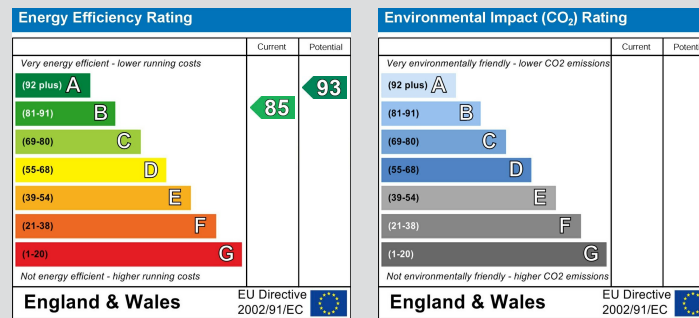 Energy Efficiency Rating
Current Potential
Very energy efficient - lower running costs
(92 plus) A
(81-91) B
(69-80) C
(55-68) D
(39-54) E
(21-38) F
(1-20) G
85
93
Not energy efficient - higher running costs
England & Wales
EU Directive
2002/91/EC
Environmental Impact (CO₂) Rating
Current Potenti
Very environmentally friendly - lower CO2 emissions
(92 plus) A
(81-91) B
(69-80) C
(55-68) D
(39-54) E
(21-38) F
(1-20) G
Not environmentally friendly - higher CO2 emissions
England & Wales
EU Directive
2002/91/EC